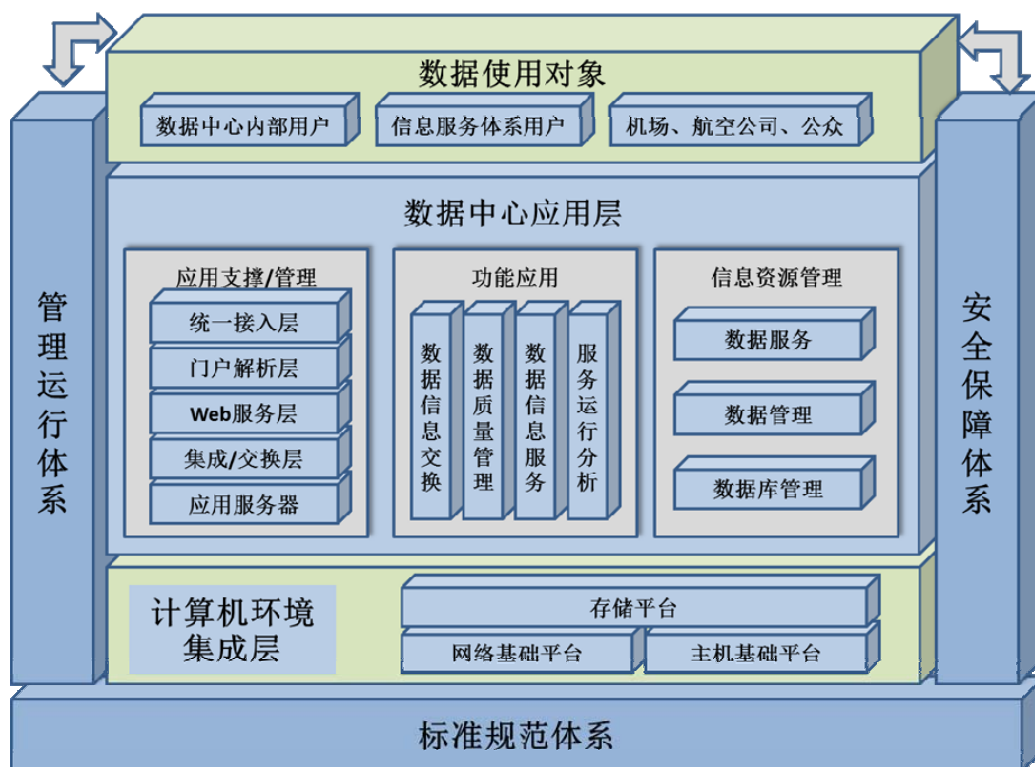 数据使用对象
数据中心内部用户
信息服务体系用户
机场、航空公司、公众
数据中心应用层
应用支撑/管理
统一接入层
门户解析层
Web服务层
集成/交换层
应用服务器
功能应用
数据信息交换
数据质量管理
数据信息服务
服务运行分析
信息资源管理
数据服务
数据管理
数据库管理
管理运行体系
安全保障体系
计算机环境
集成层
存储平台
网络基础平台
主机基础平台
标准规范体系